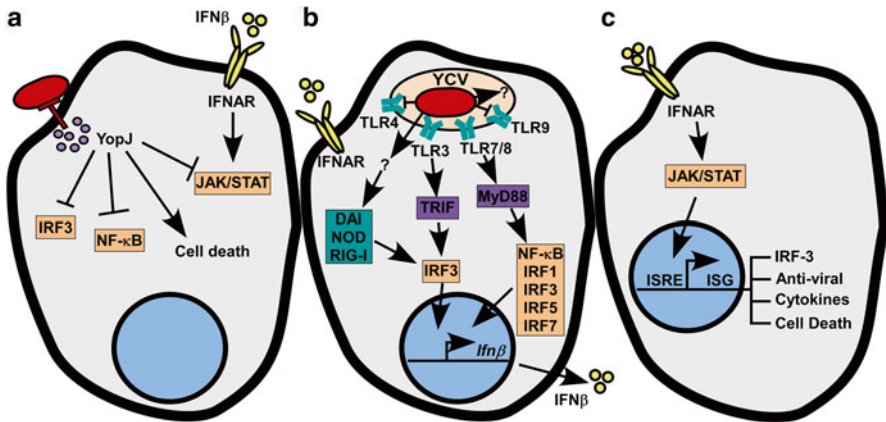 a
IFNβ
IFNAR
YopJ
JAK/STAT
IRF3
NF-κB
Cell death
b
YCV
?
TLR4
TLR9
IFNAR
TLR3
TLR7/8
?
MyD88
TRIF
DAI
NOD
RIG-I
IRF3
NF-κB
IRF1
IRF3
IRF5
IRF7
Ifnβ
IFNβ
c
IFNAR
JAK/STAT
ISRE
ISG
IRF-3
Anti-viral
Cytokines
Cell Death